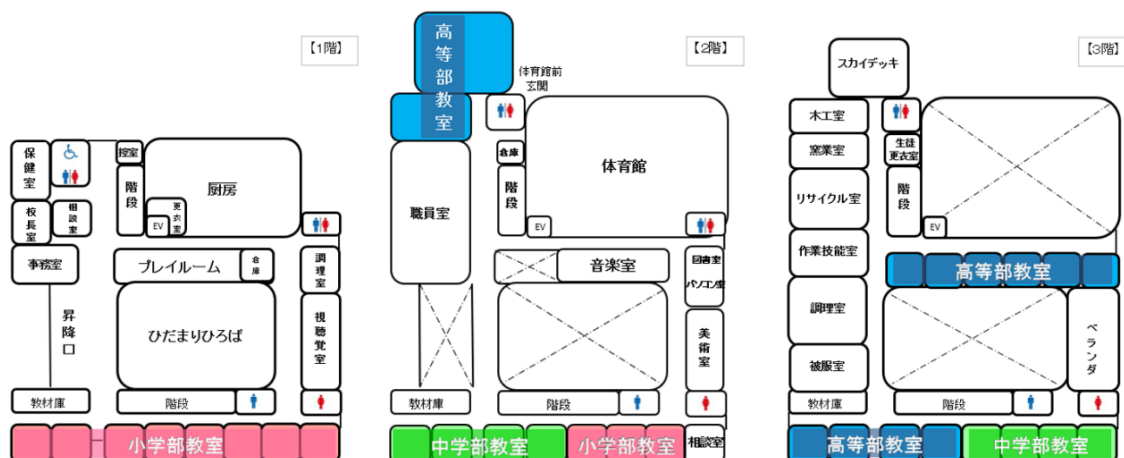 【1階】
保健室
控室
階段
厨房
更衣室
EV
校長室
相談室
事務室
プレイルーム
倉庫
調理室
昇降口
ひだまりひろば
視聴覚室
教材庫
階段
小学部教室
【2階】
高等部教室
体育館前
玄関
倉庫
体育館
階段
職員室
EV
音楽室
図書室
パソコン室
美術室
教材庫
階段
中学部教室
小学部教室
相談室
【3階】
スカイデッキ
木工室
窯業室
生徒
更衣室
リサイクル室
階段
EV
作業技能室
高等部教室
調理室
ベランダ
被服室
教材庫
階段
高等部教室
中学部教室